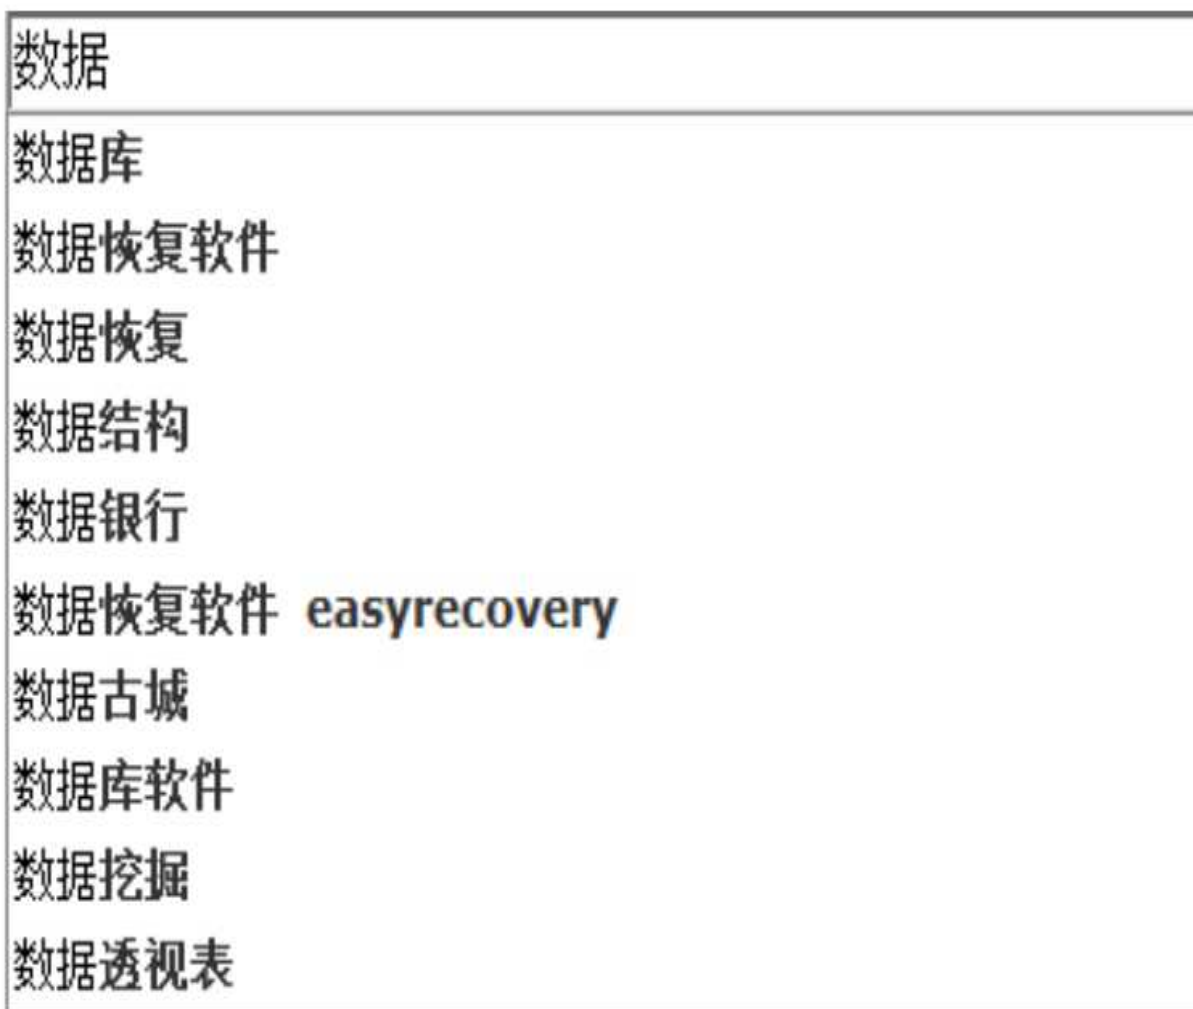 数据
数据库
数据恢复软件
数据恢复
数据结构
数据银行
数据恢复软件 easyrecovery
数据古城
数据库软件
数据挖掘
数据透视表